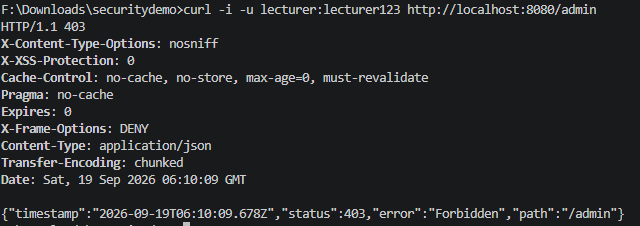 F:\Downloads\securitydemo>curl -i -u lecturer:lecturer123 http://localhost:8080/admin
HTTP/1.1 403
X-Content-Type-Options: nosniff
X-XSS-Protection: 0
Cache-Control: no-cache, no-store, max-age=0, must-revalidate
Pragma: no-cache
Expires: 0
X-Frame-Options: DENY
Content-Type: application/json
Transfer-Encoding: chunked
Date: Sat, 19 Sep 2026 06:10:09 GMT

{"timestamp":"2026-09-19T06:10:09.678Z","status":403,"error":"Forbidden","path":"/admin"}